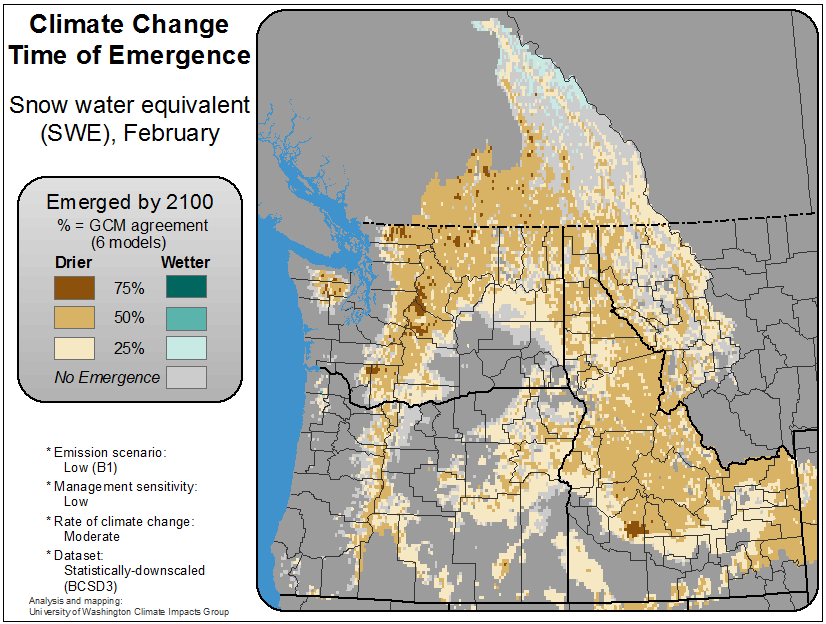 Climate Change
Time of Emergence
Snow water equivalent
(SWE), February
Emerged by 2100
% = GCM agreement
(6 models)
Drier Wetter
75%
50%
25%
No Emergence
* Emission scenario:
Low (B1)
* Management sensitivity:
Low
* Rate of climate change:
Moderate
* Dataset:
Statistically-downscaled
(BCSD3)
Analysis and mapping:
University of Washington Climate Impacts Group